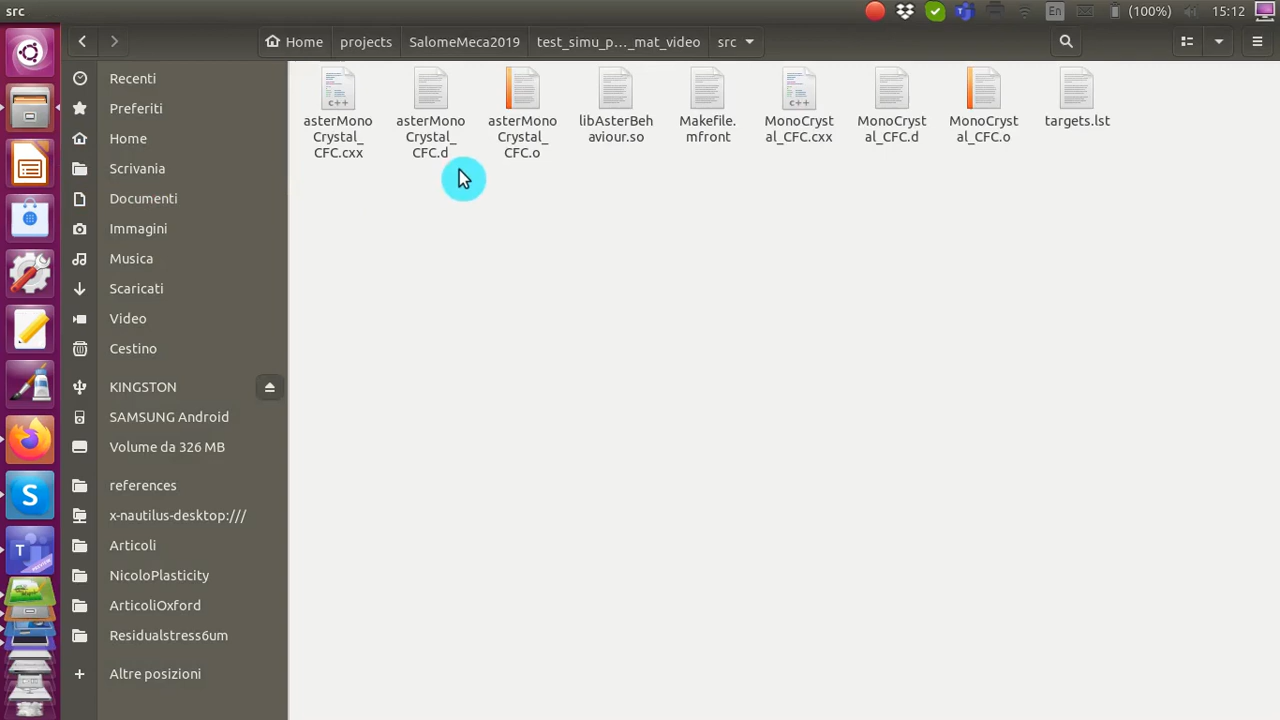 src
En
(100%)
15:12
Home
projects
SalomeMeca2019
test_simu_p..._mat_video
src
Recenti
Preferiti
Home
Scrivania
Documenti
Immagini
Musica
Scaricati
Video
Cestino
KINGSTON
SAMSUNG Android
Volume da 326 MB
references
x-nautilus-desktop:///
Articoli
NicoloPlasticity
ArticoliOxford
Residualstress6um
Altre posizioni
c++
asterMono
Crystal_
CFC.cxx
asterMono
Crystal_
CFC.d
asterMono
Crystal_
CFC.o
libAsterBeh
aviour.so
Makefile.
mfront
c++
MonoCryst
al_CFC.cxx
MonoCryst
al_CFC.d
MonoCryst
al_CFC.o
targets.lst